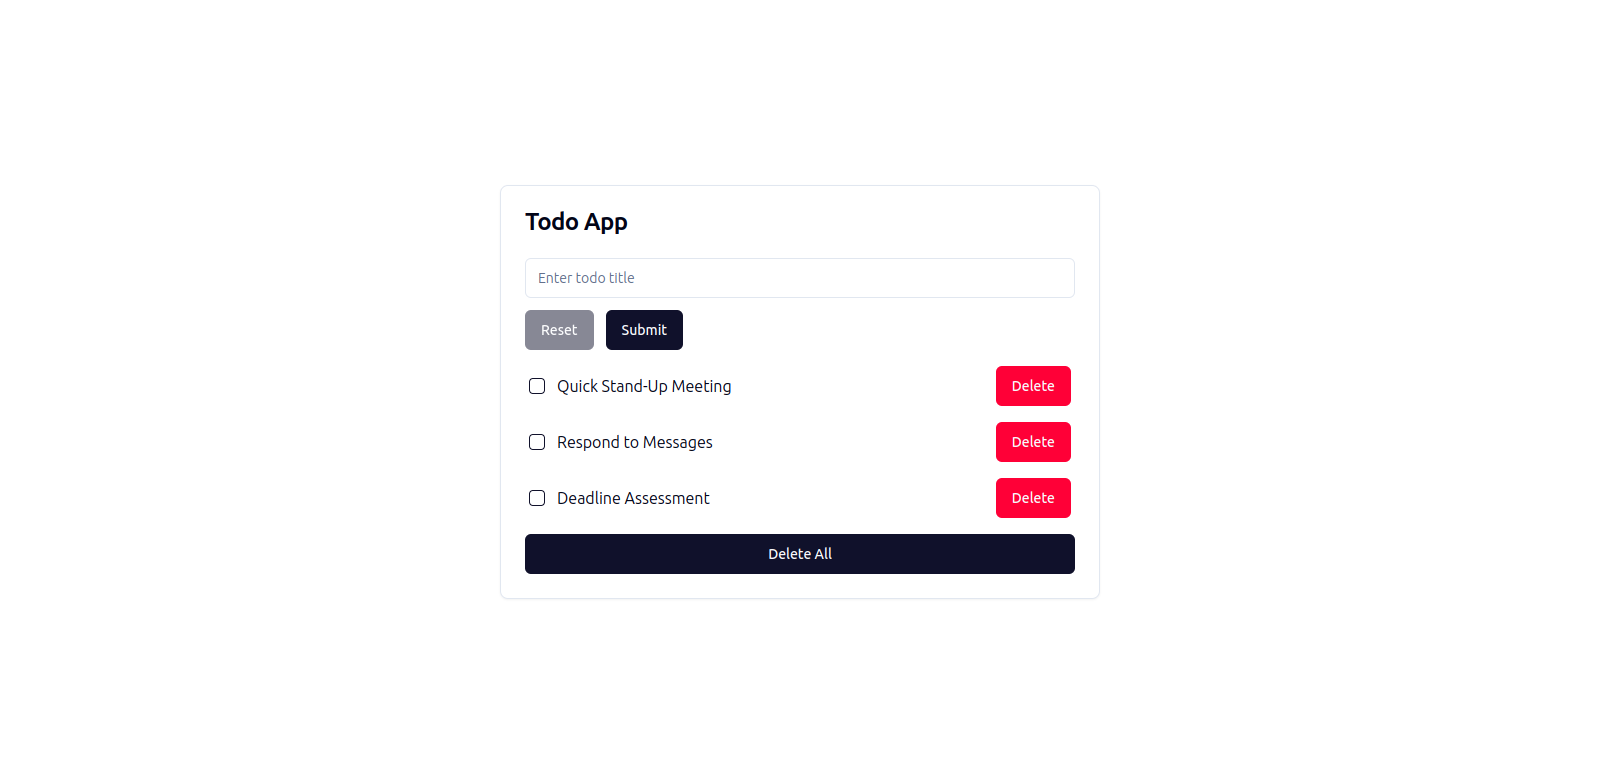 Todo App
Enter todo title
Reset Submit
Quick Stand-Up Meeting Delete
Respond to Messages Delete
Deadline Assessment Delete
Delete All